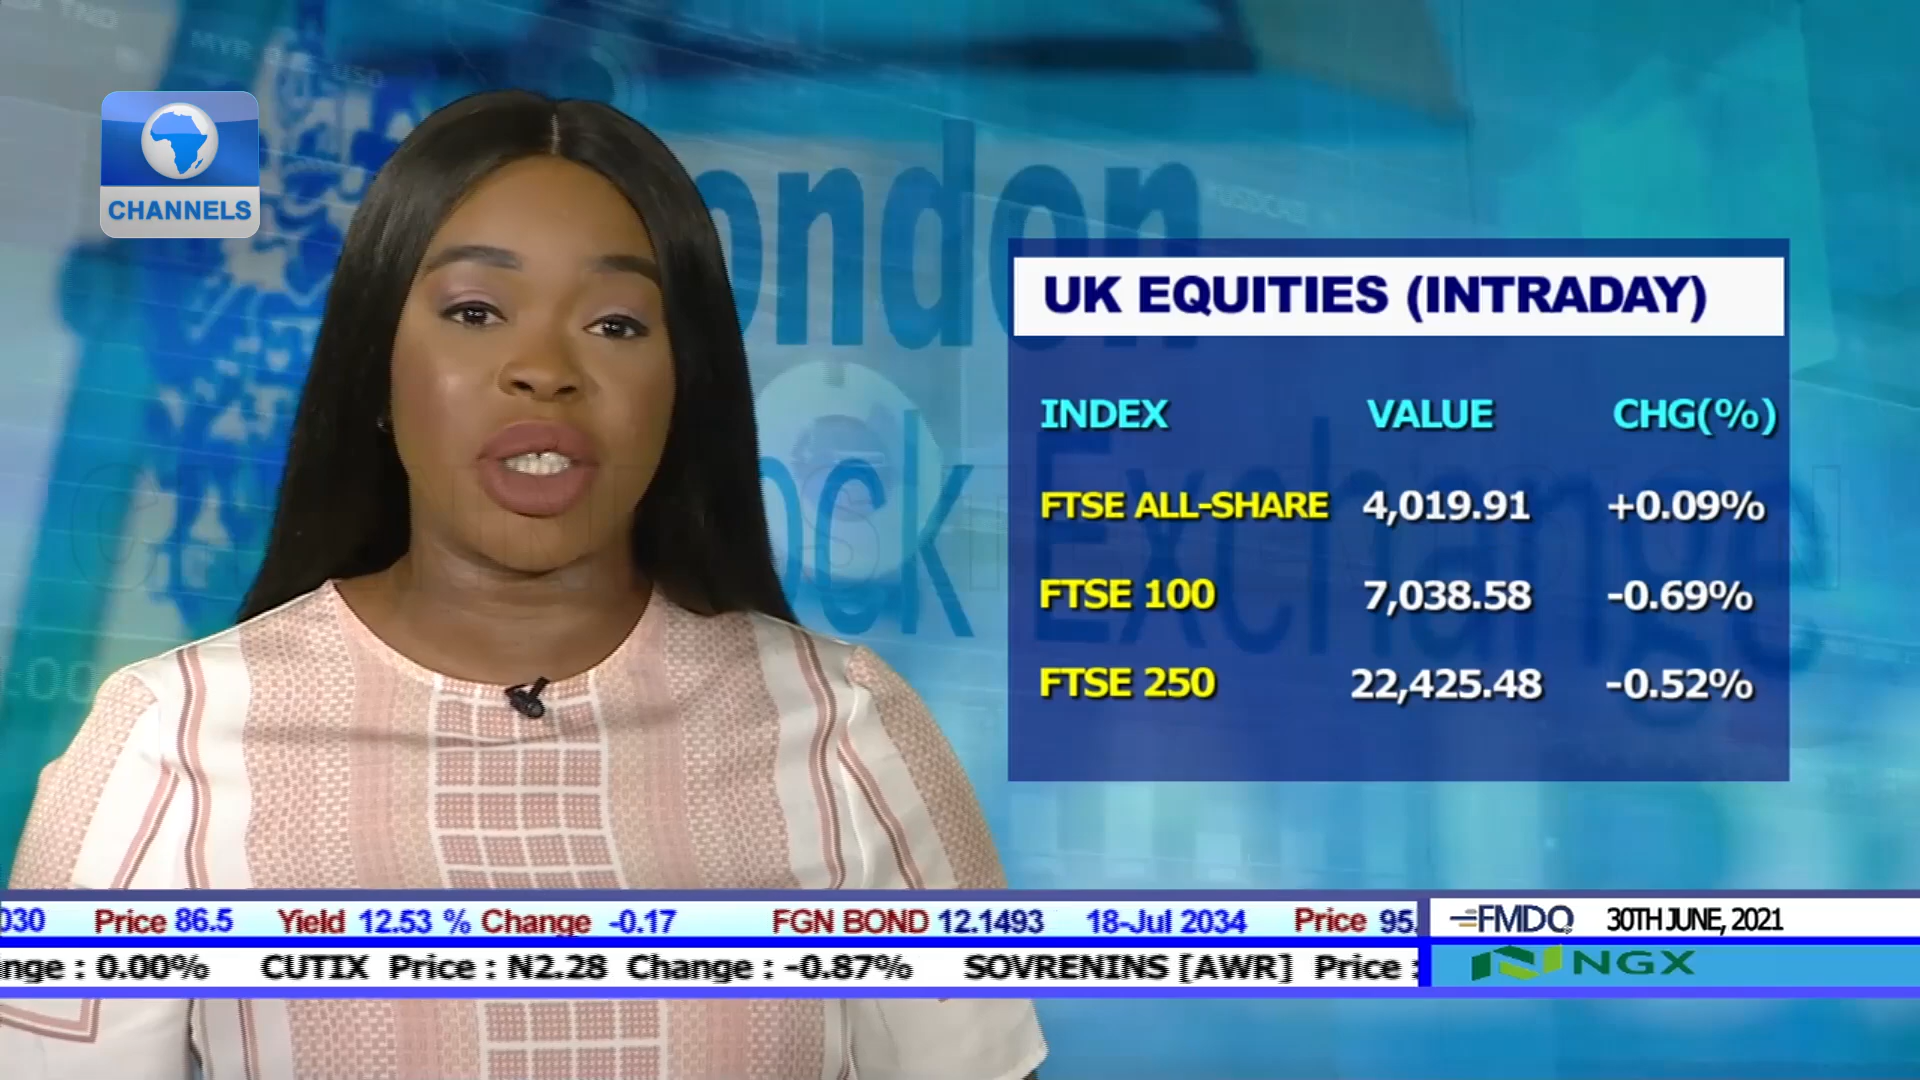 CHANNELS
ondon
ock Exchange
UK EQUITIES (INTRADAY)
INDEX VALUE CHG(%)
FTSE ALL-SHARE 4,019.91 +0.09%
FTSE 100 7,038.58 -0.69%
FTSE 250 22,425.48 -0.52%
030 Price 86.5 Yield 12.53 % Change -0.17 FGN BOND 12.1493 18-Jul 2034 Price 95.
FMDQ 30TH JUNE, 2021
nge : 0.00% CUTIX Price : N2.28 Change : -0.87% SOVRENINS [AWR] Price :
NGX